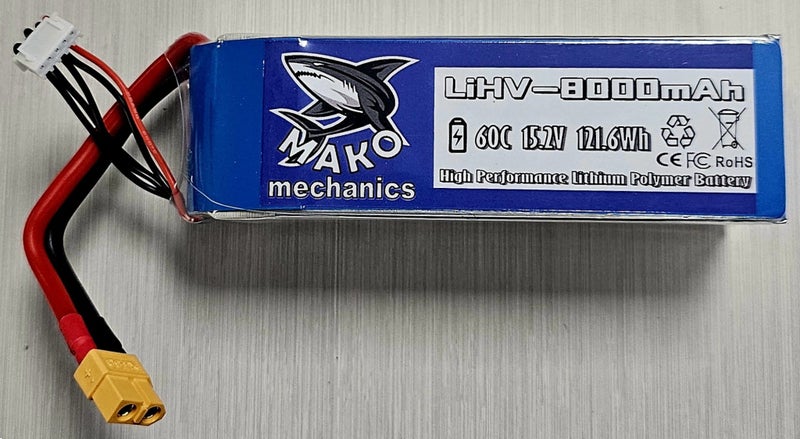 MAKO
mechanics
LiHV-8000mAh
60C 15.2V 121.6Wh
CE FC RoHS
High Performance Lithium Polymer Battery